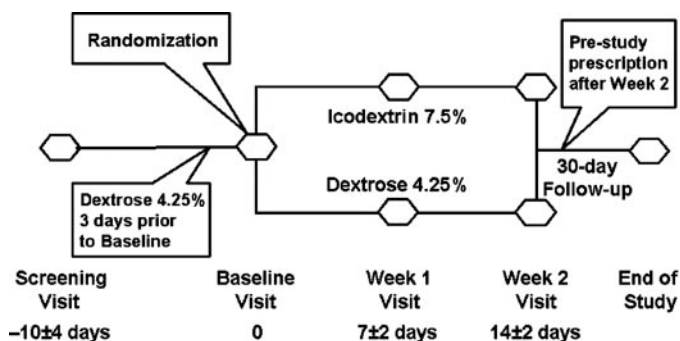 Randomization
Pre-study
prescription
after Week 2
Icodextrin 7.5%
Dextrose 4.25%
30-day
Follow-up
Dextrose 4.25%
3 days prior
to Baseline
Screening Visit
Baseline Visit
Week 1 Visit
Week 2 Visit
End of Study
–10±4 days
0
7±2 days
14±2 days